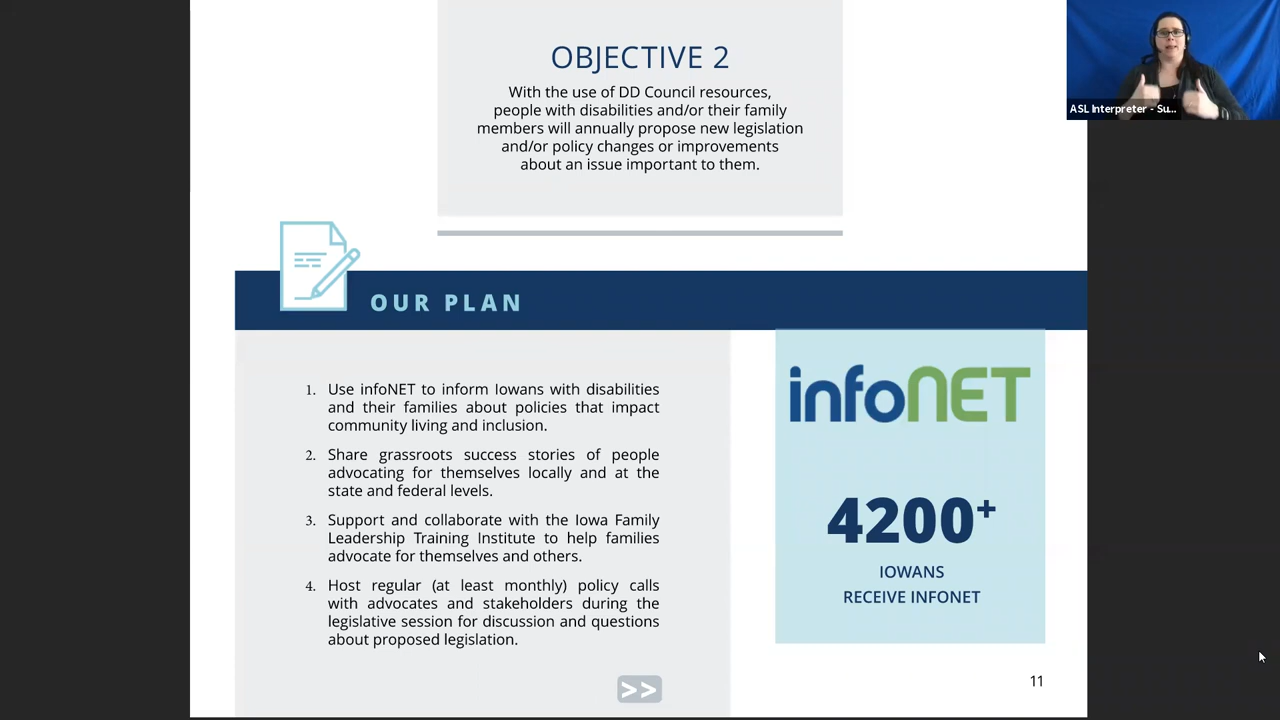 OBJECTIVE 2
With the use of DD Council resources,
people with disabilities and/or their family
members will annually propose new legislation
and/or policy changes or improvements
about an issue important to them.
ASL Interpreter - Su...
OUR PLAN
1. Use infoNET to inform Iowans with disabilities
and their families about policies that impact
community living and inclusion.
2. Share grassroots success stories of people
advocating for themselves locally and at the
state and federal levels.
3. Support and collaborate with the Iowa Family
Leadership Training Institute to help families
advocate for themselves and others.
4. Host regular (at least monthly) policy calls
with advocates and stakeholders during the
legislative session for discussion and questions
about proposed legislation.
>>
infoNET
4200+
IOWANS
RECEIVE INFONET
11